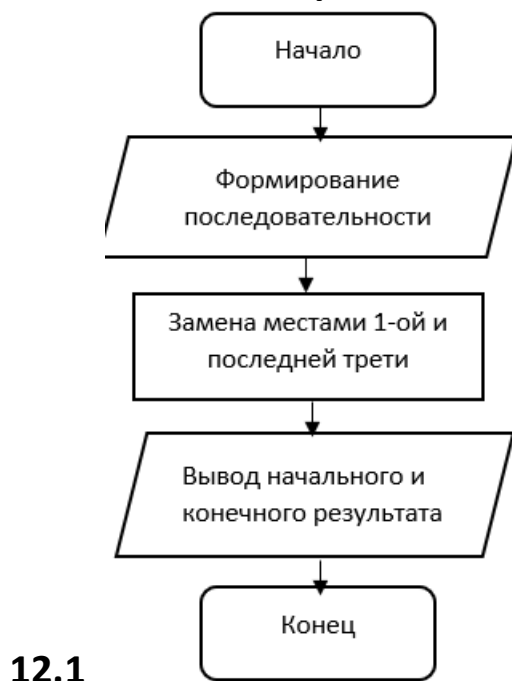 Начало
Формирование
последовательности
Замена местами 1-ой и
последней трети
Вывод начального и
конечного результата
Конец
12.1